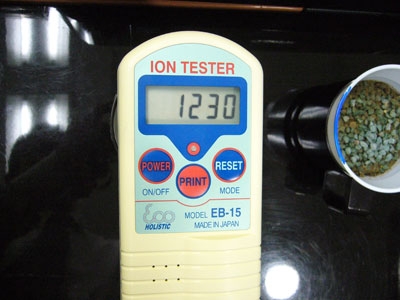 ION TESTER
1230
POWER
PRINT
RESET
ON/OFF
MODE
Eco
HOLISTIC
MODEL EB-15
MADE IN JAPAN